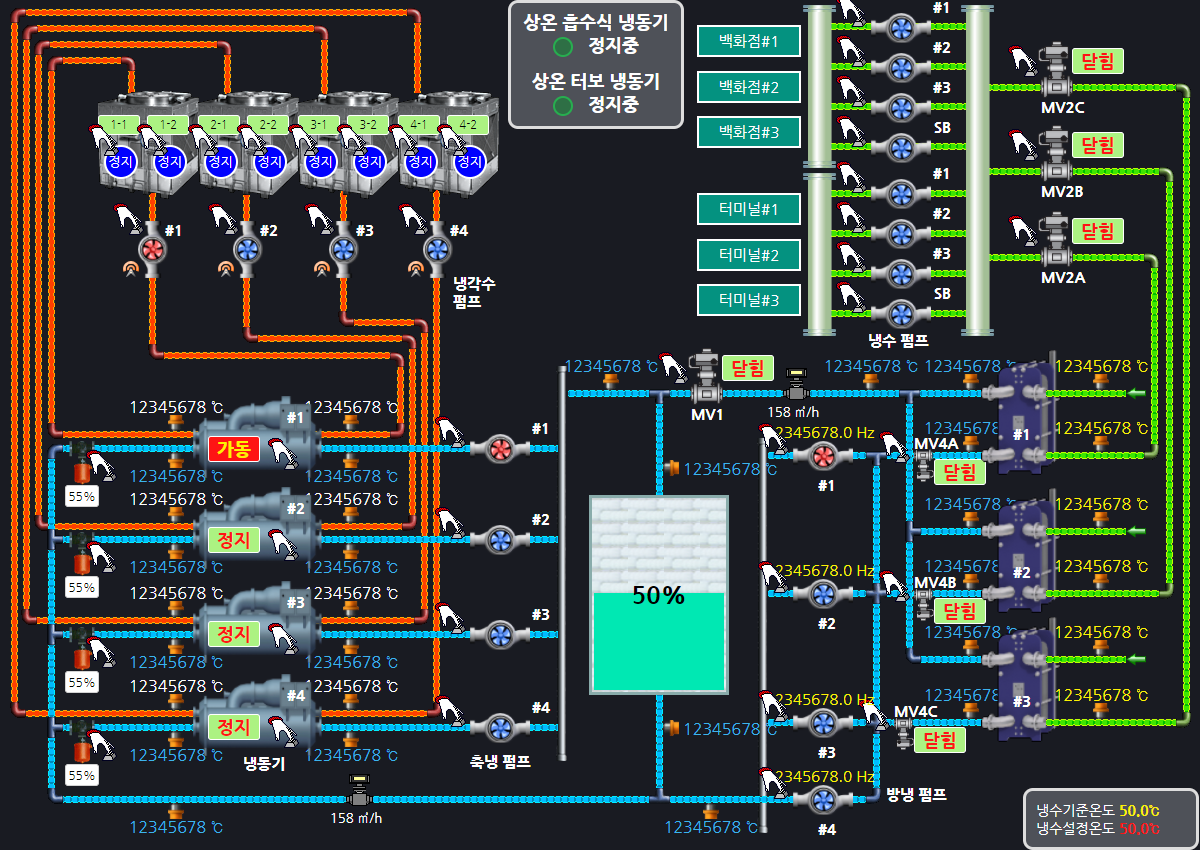 상온 흡수식 냉동기
정지중
상온 터보 냉동기
정지중
백화점#1
백화점#2
백화점#3
터미널#1
터미널#2
터미널#3
#1
#2
#3
SB
#1
#2
#3
SB
냉수 펌프
닫힘
MV2C
닫힘
MV2B
닫힘
MV2A
1-1 1-2 2-1 2-2 3-1 3-2 4-1 4-2
정지 정지 정지 정지 정지 정지 정지 정지
#1 #2 #3 #4
냉각수
펌프
12345678 ℃ 12345678 ℃
#1
가동
12345678 ℃ 12345678 ℃
55%
12345678 ℃ 12345678 ℃
#2
정지
12345678 ℃ 12345678 ℃
55%
#3
정지
12345678 ℃ 12345678 ℃
55%
12345678 ℃ 12345678 ℃
#4
정지
12345678 ℃ 12345678 ℃
55%
냉동기
#1
#2
#3
#4
축냉 펌프
158 ㎥/h
12345678 ℃
12345678 ℃
닫힘
MV1
158 ㎥/h
12345678 ℃
50%
12345678 ℃
12345678 ℃
2345678.0 Hz
#1
2345678.0 Hz
#2
2345678.0 Hz
#3
2345678.0 Hz
#4
방냉 펌프
12345678 ℃ 12345678 12345678 ℃
MV4A
닫힘
12345678 12345678 ℃
#1
12345678 12345678 ℃
MV4B
닫힘
12345678 12345678 ℃
#2
12345678 12345678 ℃
MV4C
닫힘
12345678 12345678 ℃
#3
냉수기준온도 50,0℃
냉수설정온도 50,0℃